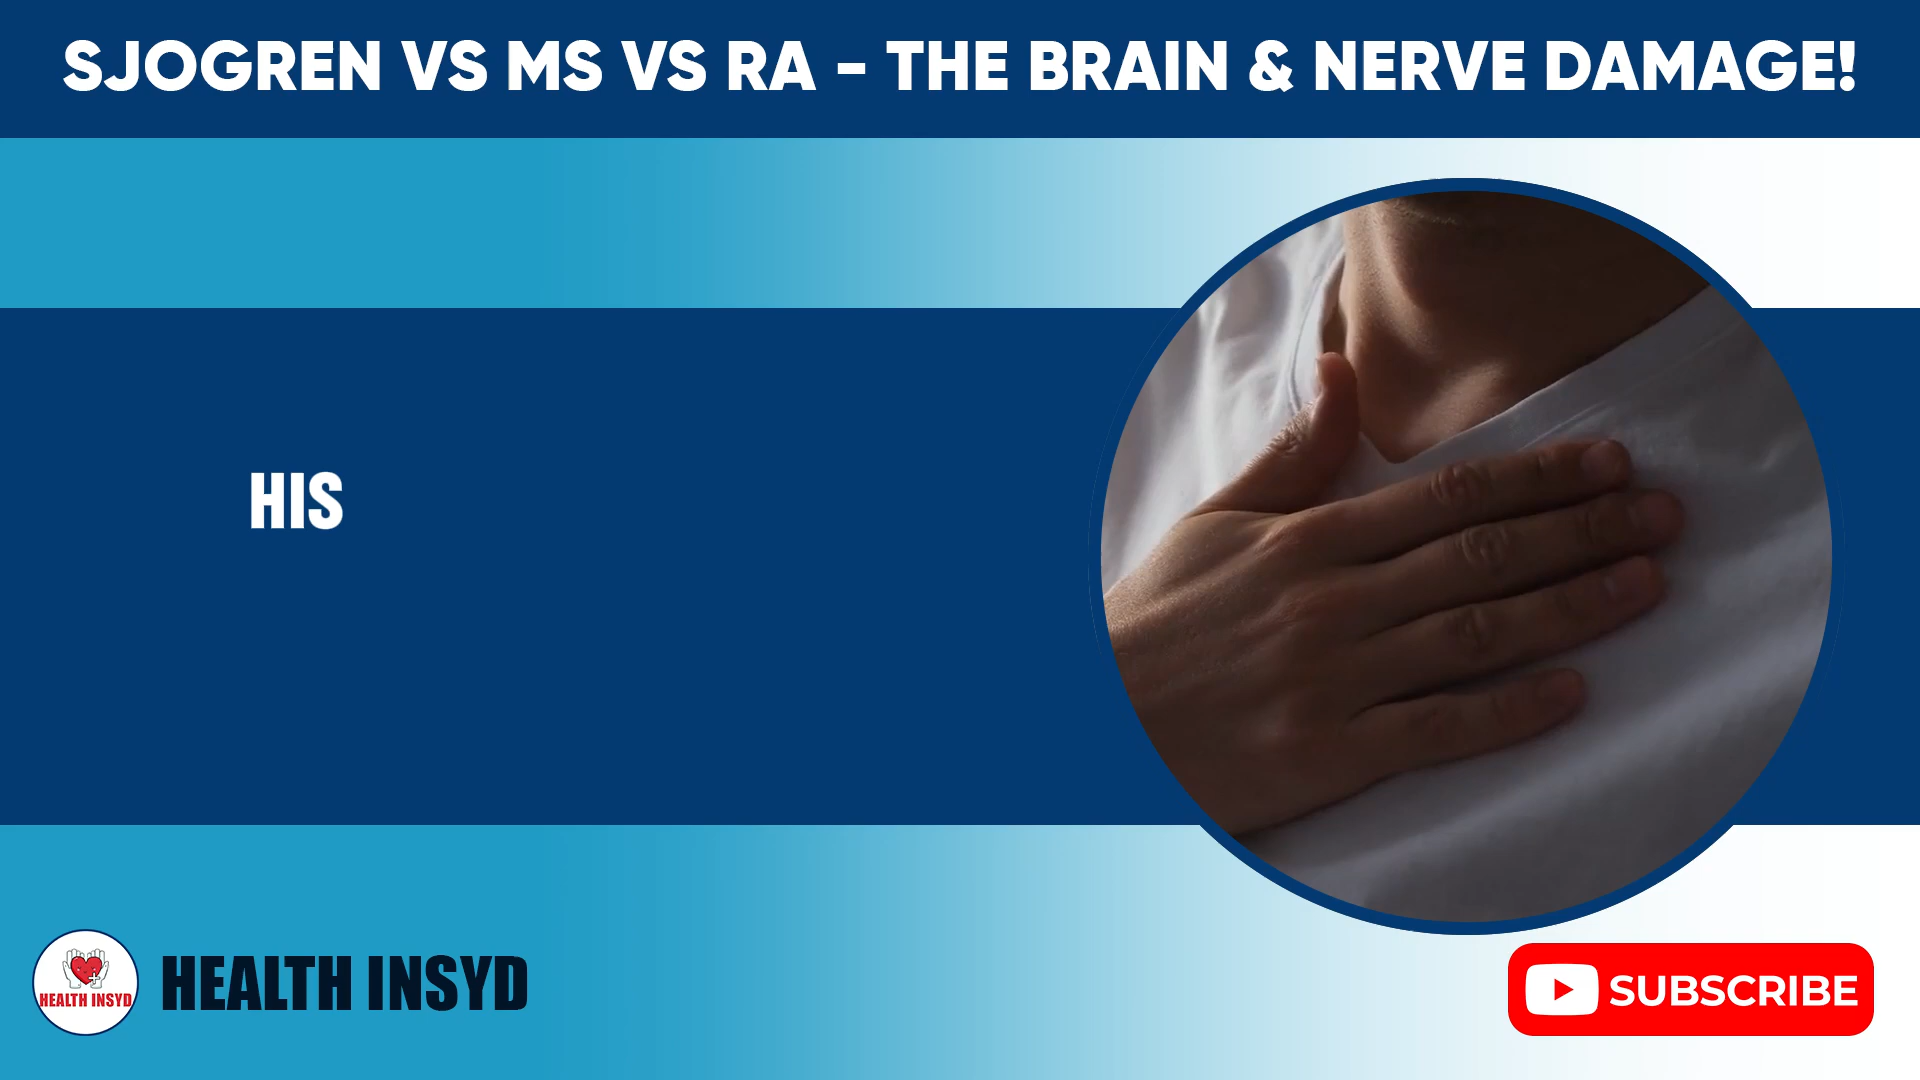 SJOGREN VS MS VS RA - THE BRAIN & NERVE DAMAGE!
HIS
HEALTH INSYD
HEALTH INSYD
SUBSCRIBE